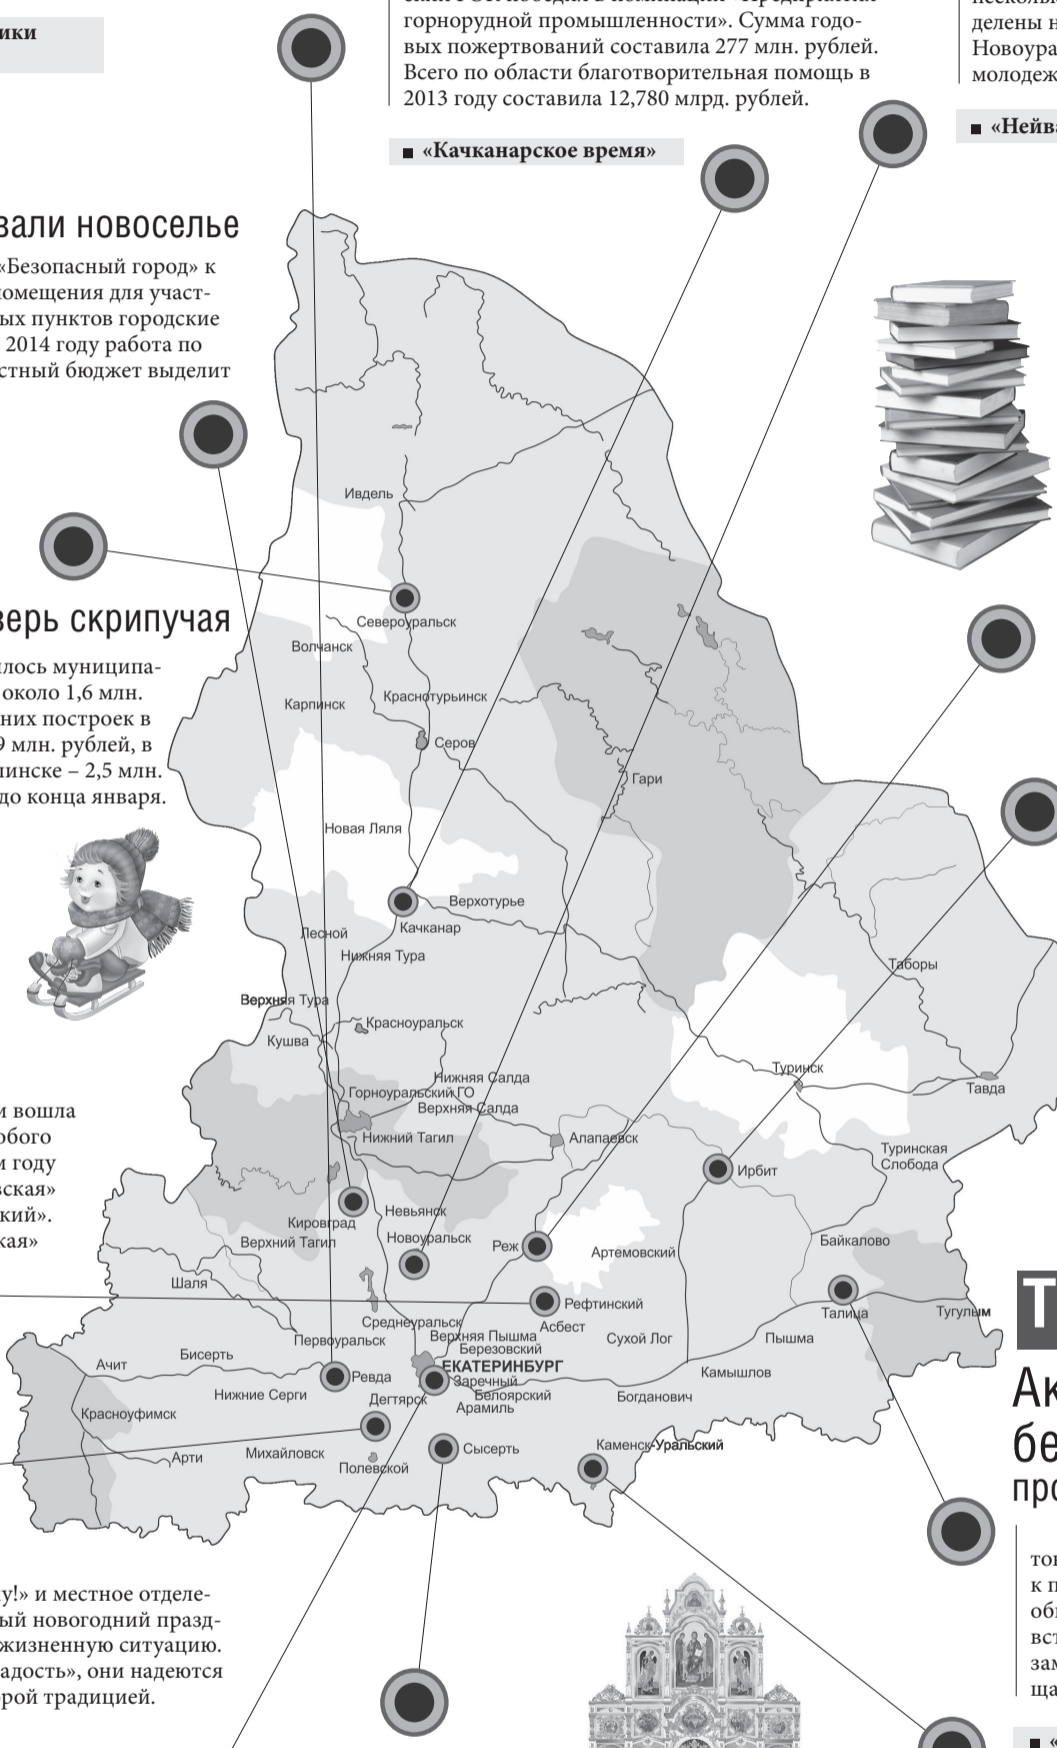 горнорудной промышленности». Сумма годо-
вых пожертвований составила 277 млн. рублей.
Всего по области благотворительная помощь в
2013 году составила 12,780 млрд. рублей.
■ «Качканарское время»
делены н
Новоура
молодеж
■ «Нейва
ики
вали новоселье
«Безопасный город» к
помещения для участ-
ых пунктов городские
2014 году работа по
стный бюджет выделит
верь скрипучая
илось муниципа-
около 1,6 млн.
них построек в
9 млн. рублей, в
линске – 2,5 млн.
до конца января.
и вошла
обого
м году
вская»
кий».
кая»
Ивдель
Североуральск
Волчанск
Карпинск
Краснотурьинск
Серов
Гари
Новая Ляля
Верхотурье
Качканар
Лесной
Нижняя Тура
Таборы
Верхняя Тура
Красноуральск
Кушва
Туринск
Нижняя Салда
Горноуральский ГО
Верхняя Салда
Тавда
Нижний Тагил
Алапаевск
Туринская
Слобода
Ирбит
Невьянск
Кировград
Новоуральск
Верхний Тагил
Реж
Артемовский
Байкалово
Шаля
Рефтинский
Талица
Тугулым
Среднеуральск
Асбест
Первоуральск
Верхняя Пышма
Сухой Лог
Пышма
Березовский
Бисерть
Ачит
ЕКАТЕРИНБУРГ
Ревда
Заречный
Камышлов
Нижние Серги
Дегтярск
Белоярский
Богданович
Арамиль
Красноуфимск
Каменск-Уральский
Сысерть
Михайловск
Арти
Полевской
Т
Ак
бе
про
тов
к п
обь
вст
зам
ща
■ «
у!» и местное отделе-
ый новогодний празд-
жизненную ситуацию.
адость», они надеются
рой традицией.